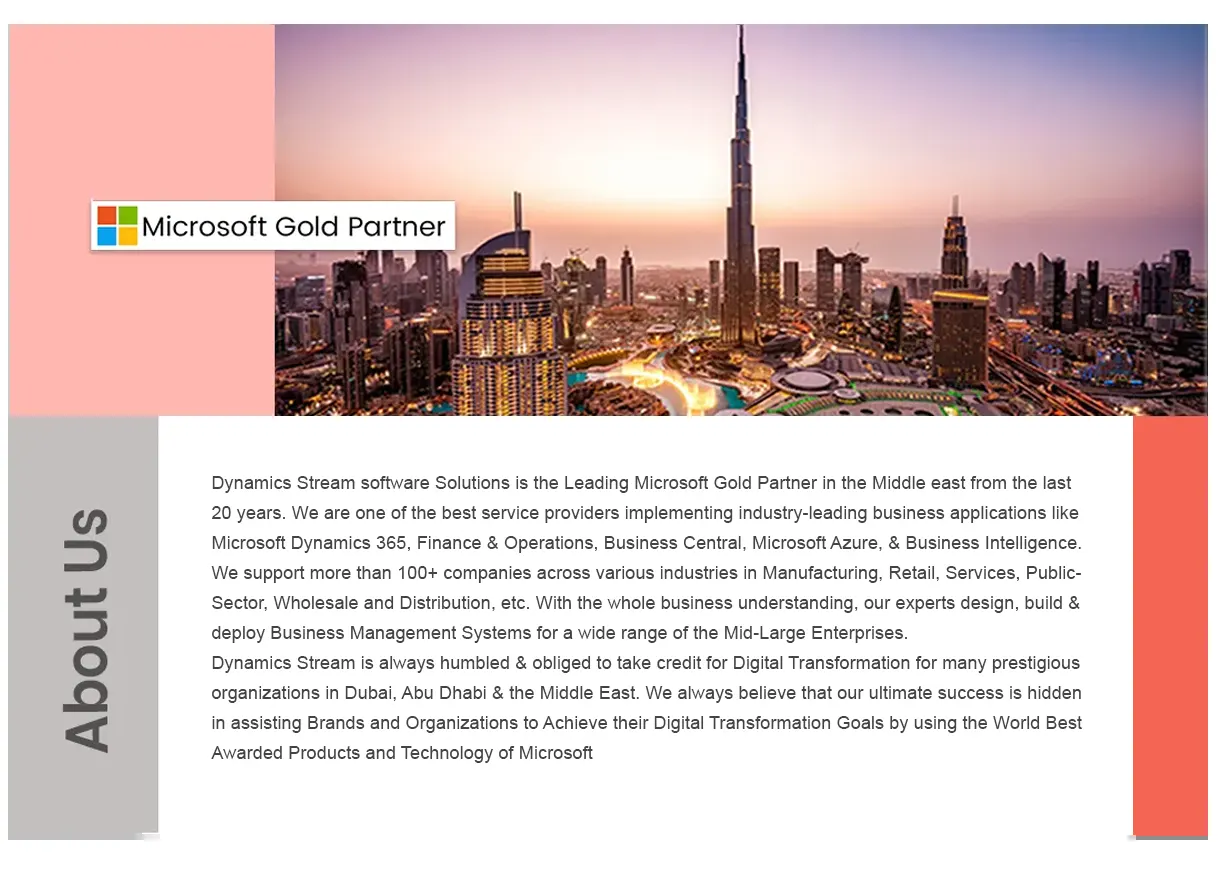 Microsoft Gold Partner
About Us
Dynamics Stream software Solutions is the Leading Microsoft Gold Partner in the Middle east from the last
20 years. We are one of the best service providers implementing industry-leading business applications like
Microsoft Dynamics 365, Finance & Operations, Business Central, Microsoft Azure, & Business Intelligence.
We support more than 100+ companies across various industries in Manufacturing, Retail, Services, Public-
Sector, Wholesale and Distribution, etc. With the whole business understanding, our experts design, build &
deploy Business Management Systems for a wide range of the Mid-Large Enterprises.
Dynamics Stream is always humbled & obliged to take credit for Digital Transformation for many prestigious
organizations in Dubai, Abu Dhabi & the Middle East. We always believe that our ultimate success is hidden
in assisting Brands and Organizations to Achieve their Digital Transformation Goals by using the World Best
Awarded Products and Technology of Microsoft